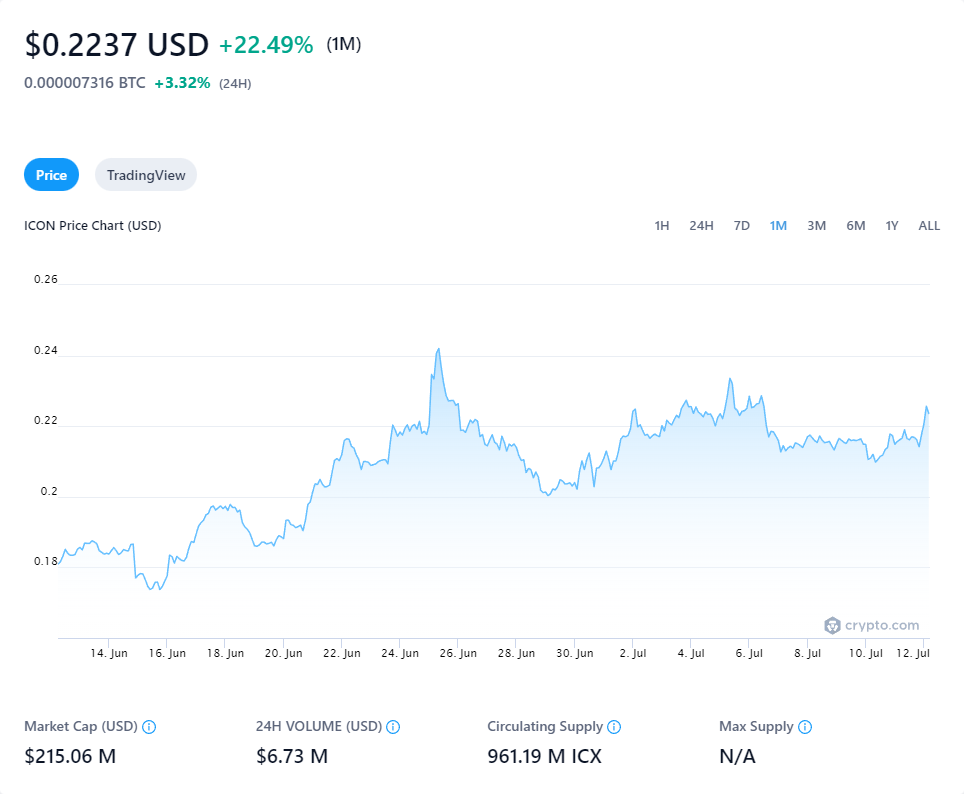 $0.2237 USD +22.49% (1M)
0.000007316 BTC +3.32% (24H)
Price TradingView
ICON Price Chart (USD) 1H 24H 7D 1M 3M 6M 1Y ALL
0.26
0.24
0.22
0.2
0.18
crypto.com
14. Jun 16. Jun 18. Jun 20. Jun 22. Jun 24. Jun 26. Jun 28. Jun 30. Jun 2. Jul 4. Jul 6. Jul 8. Jul 10. Jul 12. Jul
Market Cap (USD) 24H VOLUME (USD) Circulating Supply Max Supply
$215.06 M $6.73 M 961.19 M ICX N/A